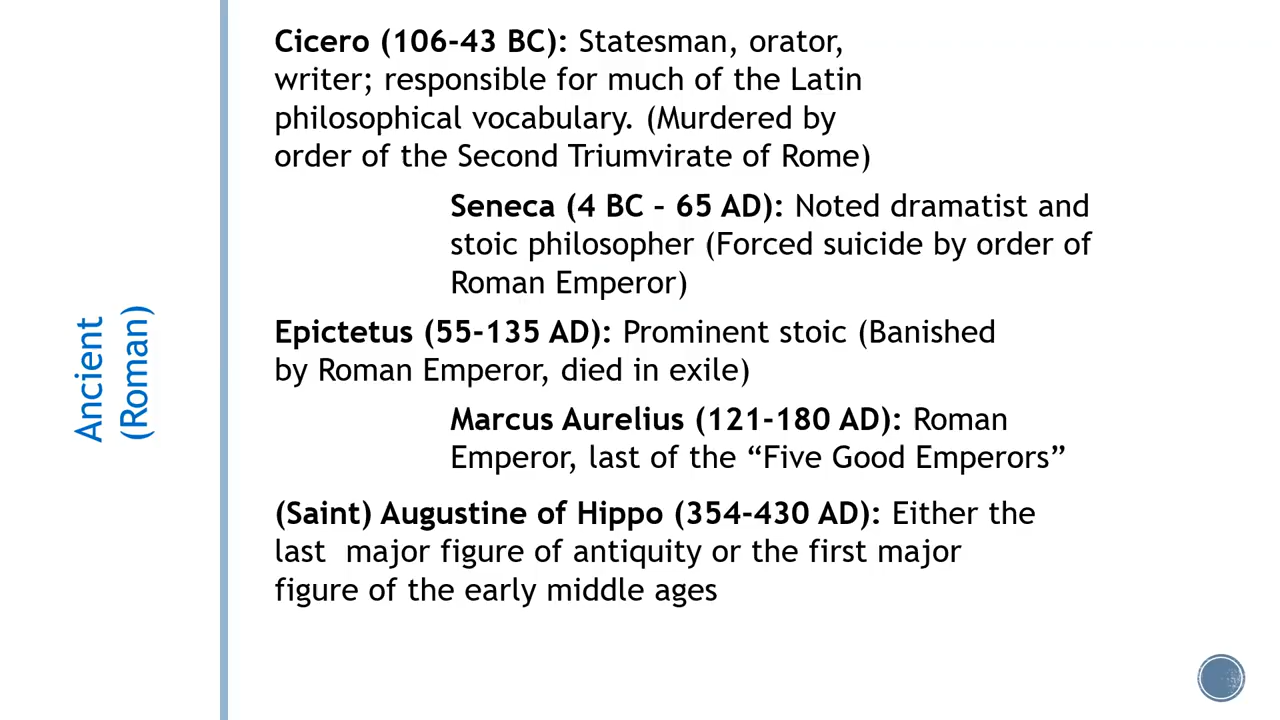 Ancient
(Roman)
Cicero (106-43 BC): Statesman, orator,
writer; responsible for much of the Latin
philosophical vocabulary. (Murdered by
order of the Second Triumvirate of Rome)
Seneca (4 BC – 65 AD): Noted dramatist and
stoic philosopher (Forced suicide by order of
Roman Emperor)
Epictetus (55-135 AD): Prominent stoic (Banished
by Roman Emperor, died in exile)
Marcus Aurelius (121-180 AD): Roman
Emperor, last of the “Five Good Emperors”
(Saint) Augustine of Hippo (354-430 AD): Either the
last  major figure of antiquity or the first major
figure of the early middle ages